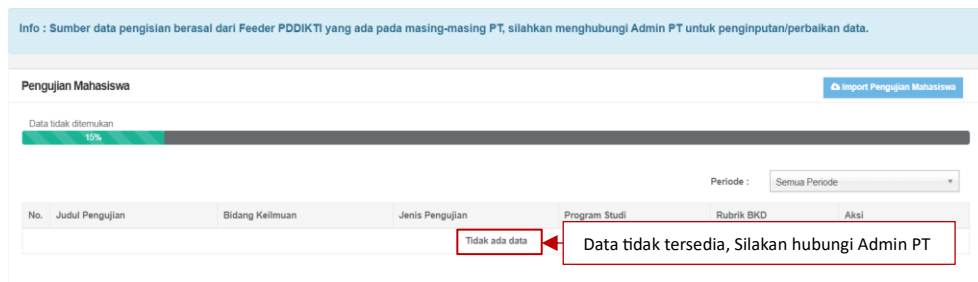 Info : Sumber data pengisian berasal dari Feeder PDDIKTI yang ada pada masing-masing PT, silahkan menghubungi Admin PT untuk penginputan/perbaikan data.
Pengujian Mahasiswa
Import Pengujian Mahasiswa
Data tidak ditemukan
15%
Periode : Semua Periode
No. Judul Pengujian Bidang Keilmuan Jenis Pengujian Program Studi Rubrik BKD Aksi
Tidak ada data
Data tidak tersedia, Silakan hubungi Admin PT